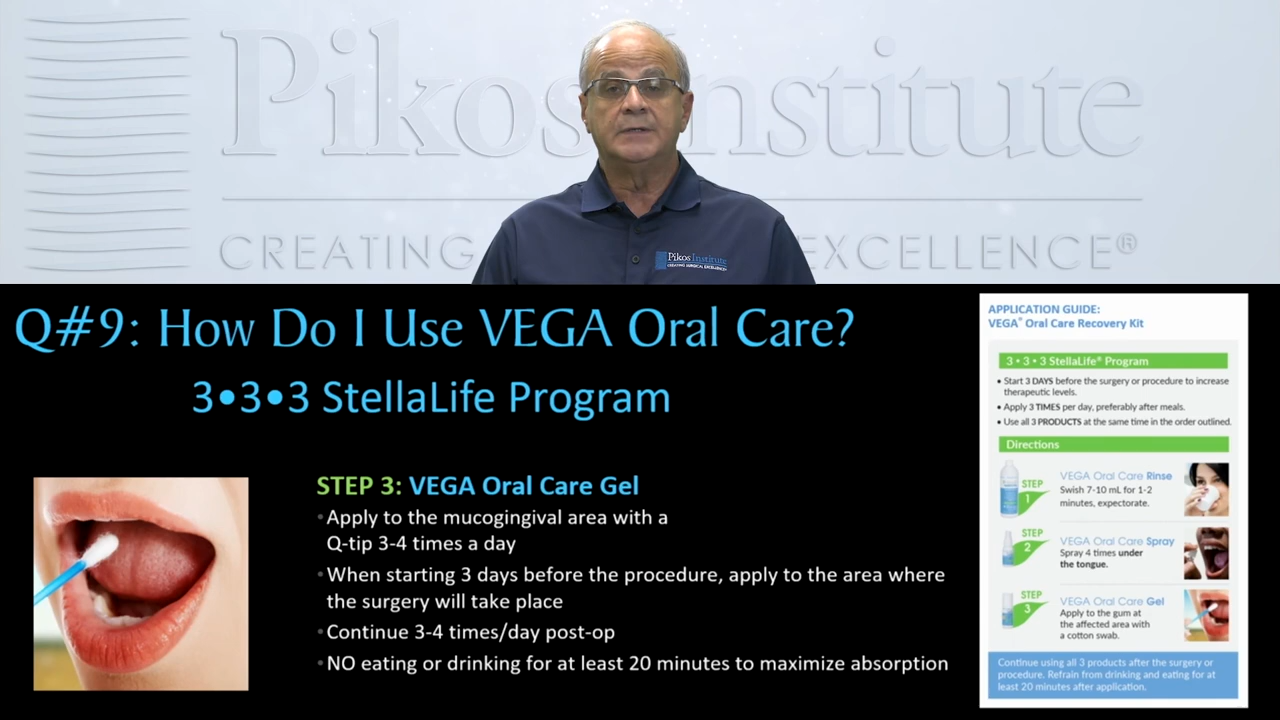 Pikos Institute
CREATING EXCELLENCE®
Pikos Institute
CREATING SURGICAL EXCELLENCE
Q#9: How Do I Use VEGA Oral Care?
3•3•3 StellaLife Program
STEP 3: VEGA Oral Care Gel
•Apply to the mucogingival area with a
Q-tip 3-4 times a day
•When starting 3 days before the procedure, apply to the area where
the surgery will take place
•Continue 3-4 times/day post-op
•NO eating or drinking for at least 20 minutes to maximize absorption
APPLICATION GUIDE:
VEGA® Oral Care Recovery Kit
3 • 3 • 3 StellaLife® Program
• Start 3 DAYS before the surgery or procedure to increase
therapeutic levels.
• Apply 3 TIMES per day, preferably after meals.
• Use all 3 PRODUCTS at the same time in the order outlined.
Directions
STEP
1
VEGA Oral Care Rinse
Swish 7-10 mL for 1-2
minutes, expectorate.
STEP
2
VEGA Oral Care Spray
Spray 4 times under
the tongue.
STEP
3
VEGA Oral Care Gel
Apply to the gum at
the affected area with
a cotton swab.
Continue using all 3 products after the surgery or
procedure. Refrain from drinking and eating for at
least 20 minutes after application.